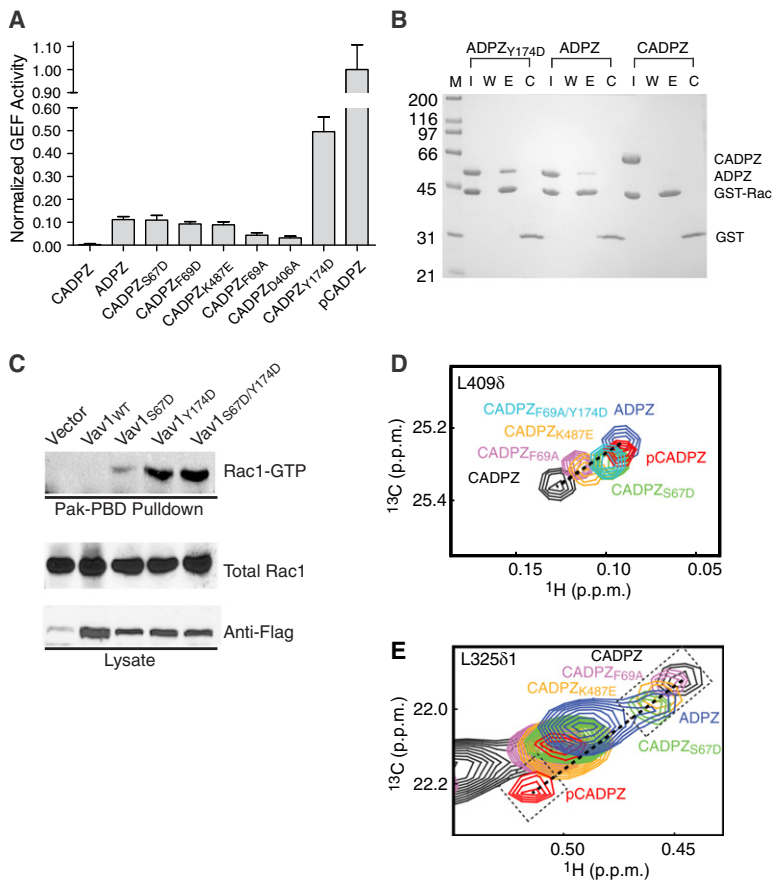 A
Normalized GEF Activity
1.10
1.00
0.90
0.60
0.50
0.40
0.30
0.20
0.10
0.00
CADPZ
ADPZ
CADPZS67D
CADPZF69D
CADPZK487E
CADPZF69A
CADPZD406A
CADPZY174D
pCADPZ
B
ADPZY174D ADPZ CADPZ
M I W E C I W E C I W E C
200
116
97
66
45
31
21
CADPZ
ADPZ
GST-Rac
GST
C
Vector
Vav1WT
Vav1S67D
Vav1Y174D
Vav1S67D/Y174D
Rac1-GTP
Pak-PBD Pulldown
Total Rac1
Anti-Flag
Lysate
D
L409δ
CADPZF69A/Y174D ADPZ
CADPZK487E
CADPZF69A
pCADPZ
CADPZ
CADPZS67D
13C (p.p.m.)
25.2
25.4
0.15 0.10 0.05
1H (p.p.m.)
E
L325δ1
CADPZ
CADPZF69A
CADPZK487E
ADPZ
CADPZS67D
pCADPZ
13C (p.p.m.)
22.0
22.2
0.50 0.45
1H (p.p.m.)